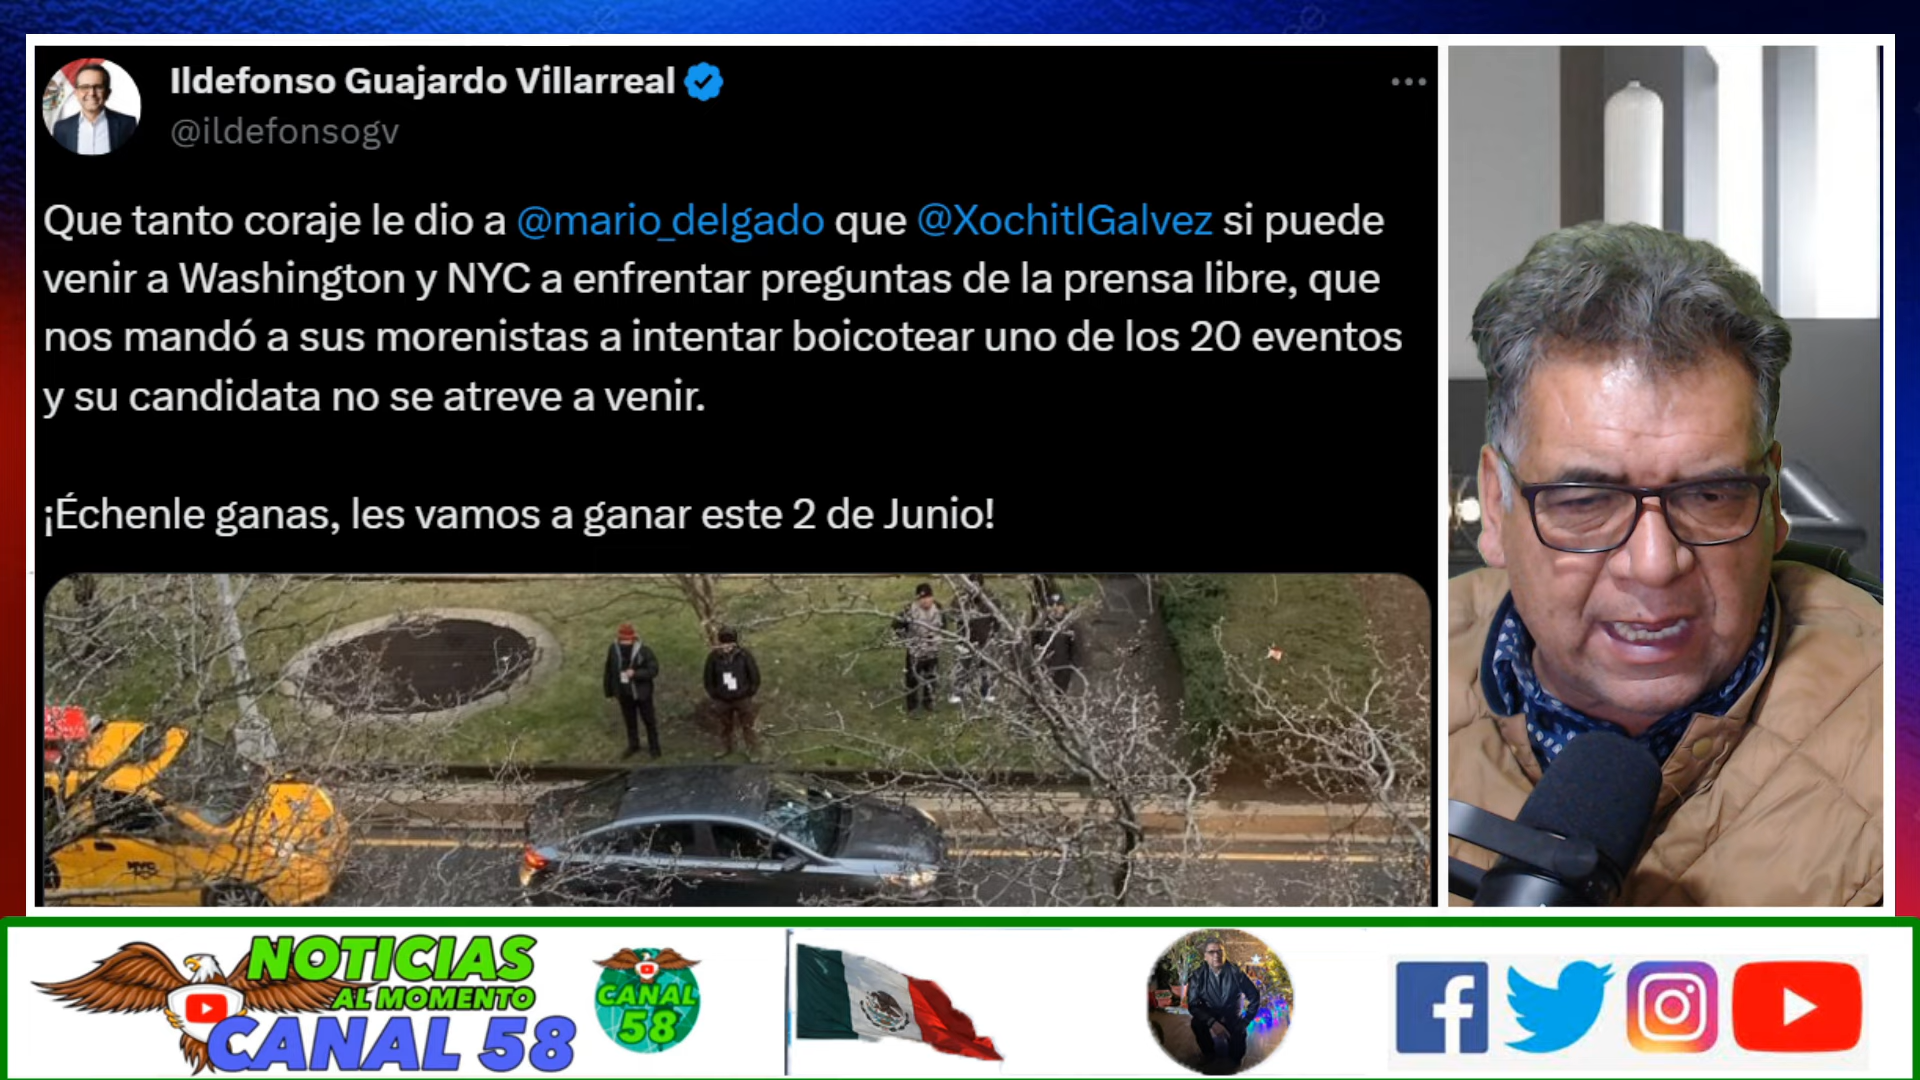 Ildefonso Guajardo Villarreal
@ildefonsogv
Que tanto coraje le dio a @mario_delgado que @XochitlGalvez si puede
venir a Washington y NYC a enfrentar preguntas de la prensa libre, que
nos mandó a sus morenistas a intentar boicotear uno de los 20 eventos
y su candidata no se atreve a venir.
¡Échenle ganas, les vamos a ganar este 2 de Junio!
NYC
NOTICIAS
AL MOMENTO
CANAL 58
CANAL
58
f